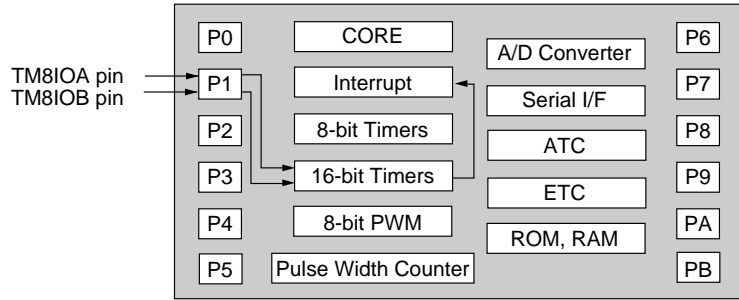 TM8IOA pin
TM8IOB pin
P0
P1
P2
P3
P4
P5
CORE
Interrupt
8-bit Timers
16-bit Timers
8-bit PWM
Pulse Width Counter
A/D Converter
Serial I/F
ATC
ETC
ROM, RAM
P6
P7
P8
P9
PA
PB